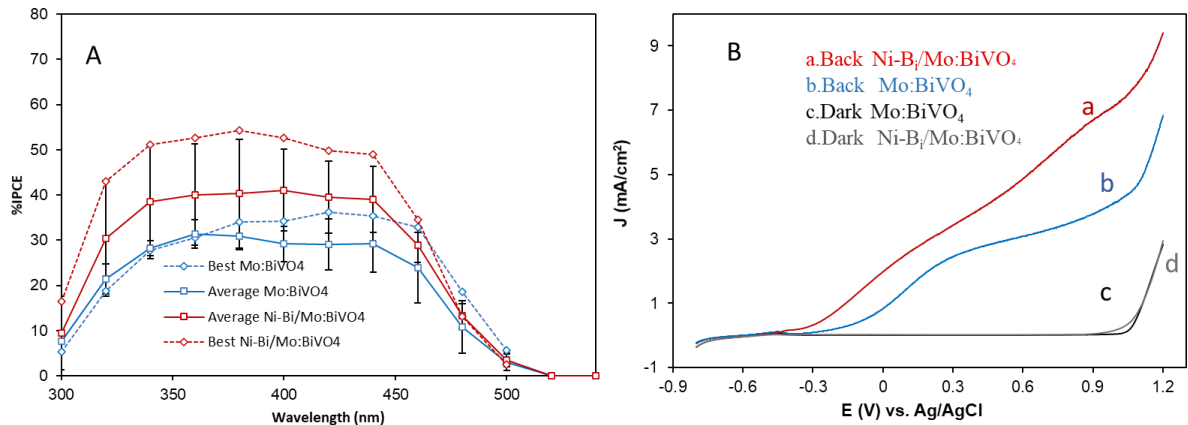 %IPCE
80
70
60
50
40
30
20
10
0
300
350
400
450
500
Wavelength (nm)
A
Best Mo:BiVO4
Average Mo:BiVO4
Average Ni-Bi/Mo:BiVO4
Best Ni-Bi/Mo:BiVO4
J (mA/cm²)
9
7
5
3
1
-1
-0.9
-0.6
-0.3
0
0.3
0.6
0.9
1.2
E (V) vs. Ag/AgCl
B
a.Back Ni-Bᵢ/Mo:BiVO₄
b.Back Mo:BiVO₄
c.Dark Mo:BiVO₄
d.Dark Ni-Bᵢ/Mo:BiVO₄
a
b
c
d